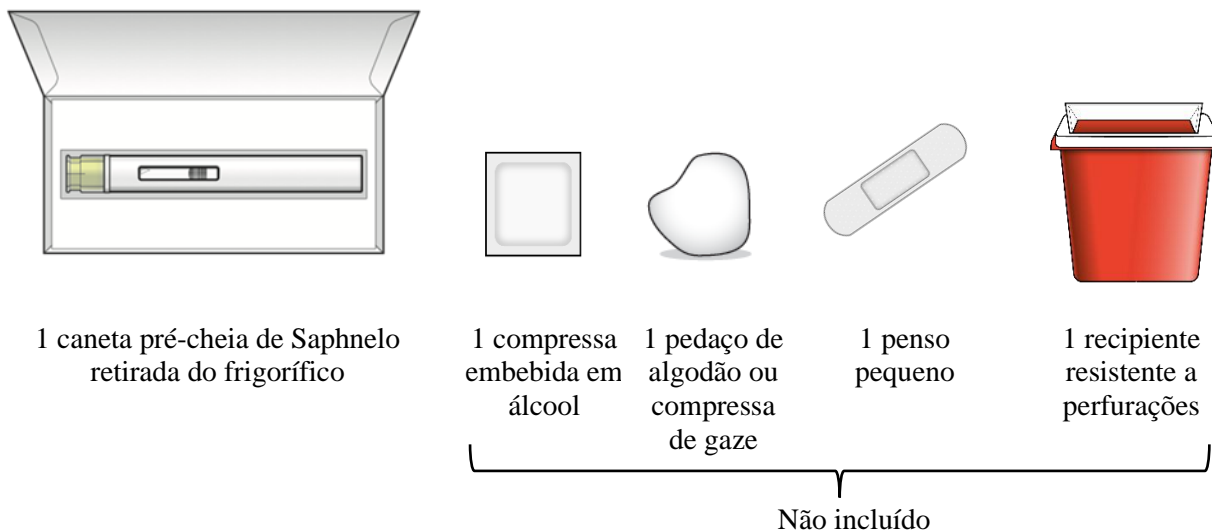 1 caneta pré-cheia de Saphnelo
retirada do frigorífico
1 compressa
embebida em
álcool
1 pedaço de
algodão ou
compressa
de gaze
1 penso
pequeno
1 recipiente
resistente a
perfurações
Não incluído